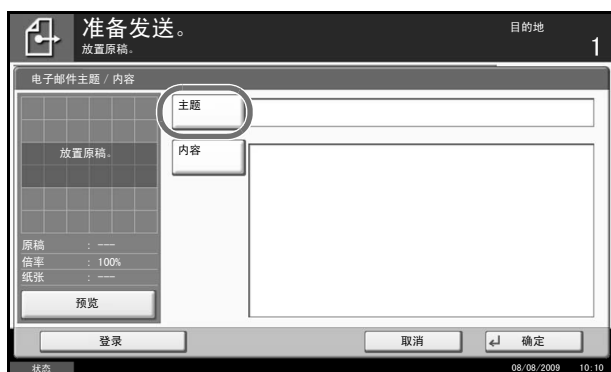 准备发送。
目的地
放置原稿。
1
电子邮件主题 / 内容
主题
放置原稿。
内容
原稿 : ---
倍率 : 100%
纸张 : ---
预览
登录
取消
确定
状态
08/08/2009 10:10